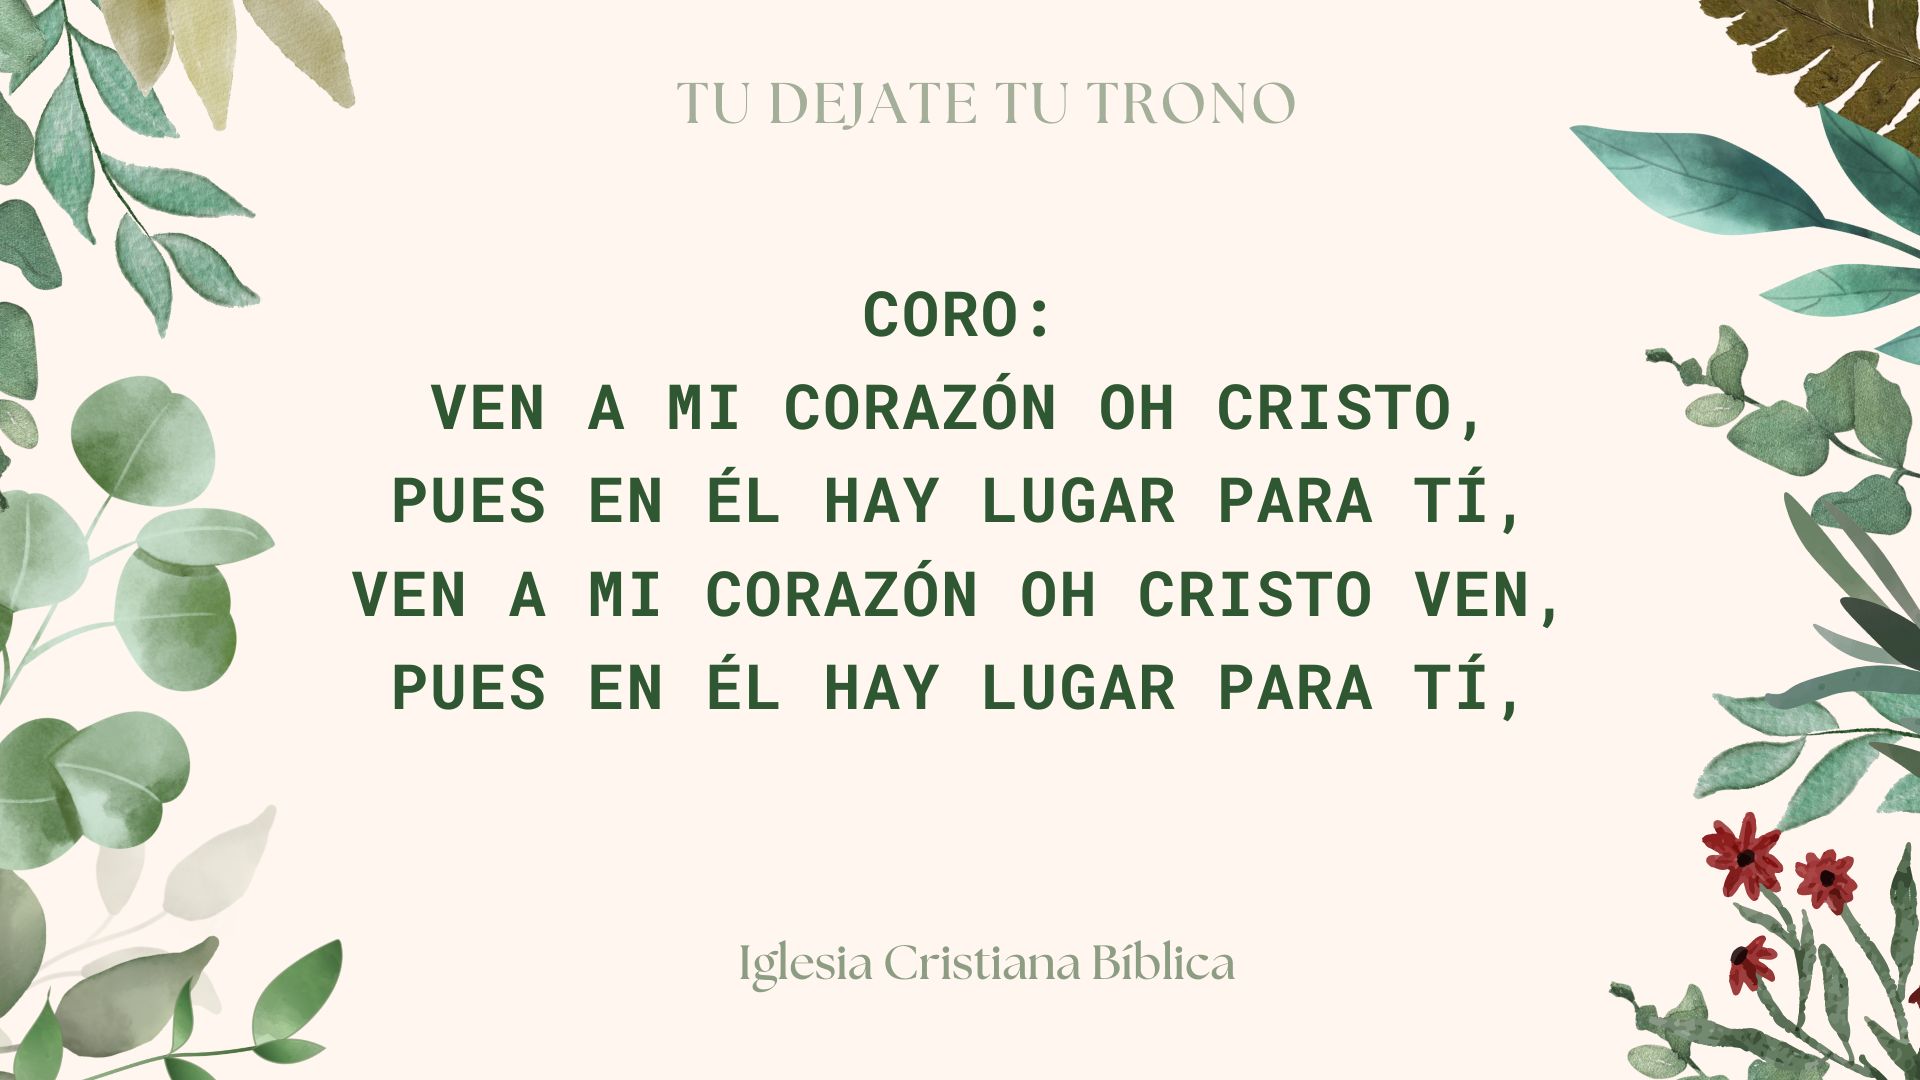 TU DEJATE TU TRONO
CORO:
VEN A MI CORAZÓN OH CRISTO,
PUES EN ÉL HAY LUGAR PARA TÍ,
VEN A MI CORAZÓN OH CRISTO VEN,
PUES EN ÉL HAY LUGAR PARA TÍ,
Iglesia Cristiana Bíblica